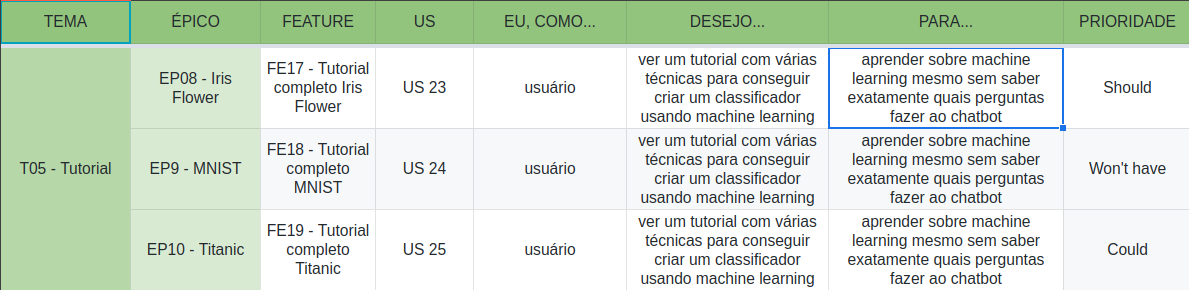 TEMA ÉPICO FEATURE US EU, COMO... DESEJO... PARA... PRIORIDADE
T05 - Tutorial
EP08 - Iris
Flower
FE17 - Tutorial
completo Iris
Flower
US 23
usuário
ver um tutorial com várias
técnicas para conseguir
criar um classificador
usando machine learning
aprender sobre machine
learning mesmo sem saber
exatamente quais perguntas
fazer ao chatbot
Should
EP9 - MNIST
FE18 - Tutorial
completo
MNIST
US 24
usuário
ver um tutorial com várias
técnicas para conseguir
criar um classificador
usando machine learning
aprender sobre machine
learning mesmo sem saber
exatamente quais perguntas
fazer ao chatbot
Won't have
EP10 - Titanic
FE19 - Tutorial
completo
Titanic
US 25
usuário
ver um tutorial com várias
técnicas para conseguir
criar um classificador
usando machine learning
aprender sobre machine
learning mesmo sem saber
exatamente quais perguntas
fazer ao chatbot
Could